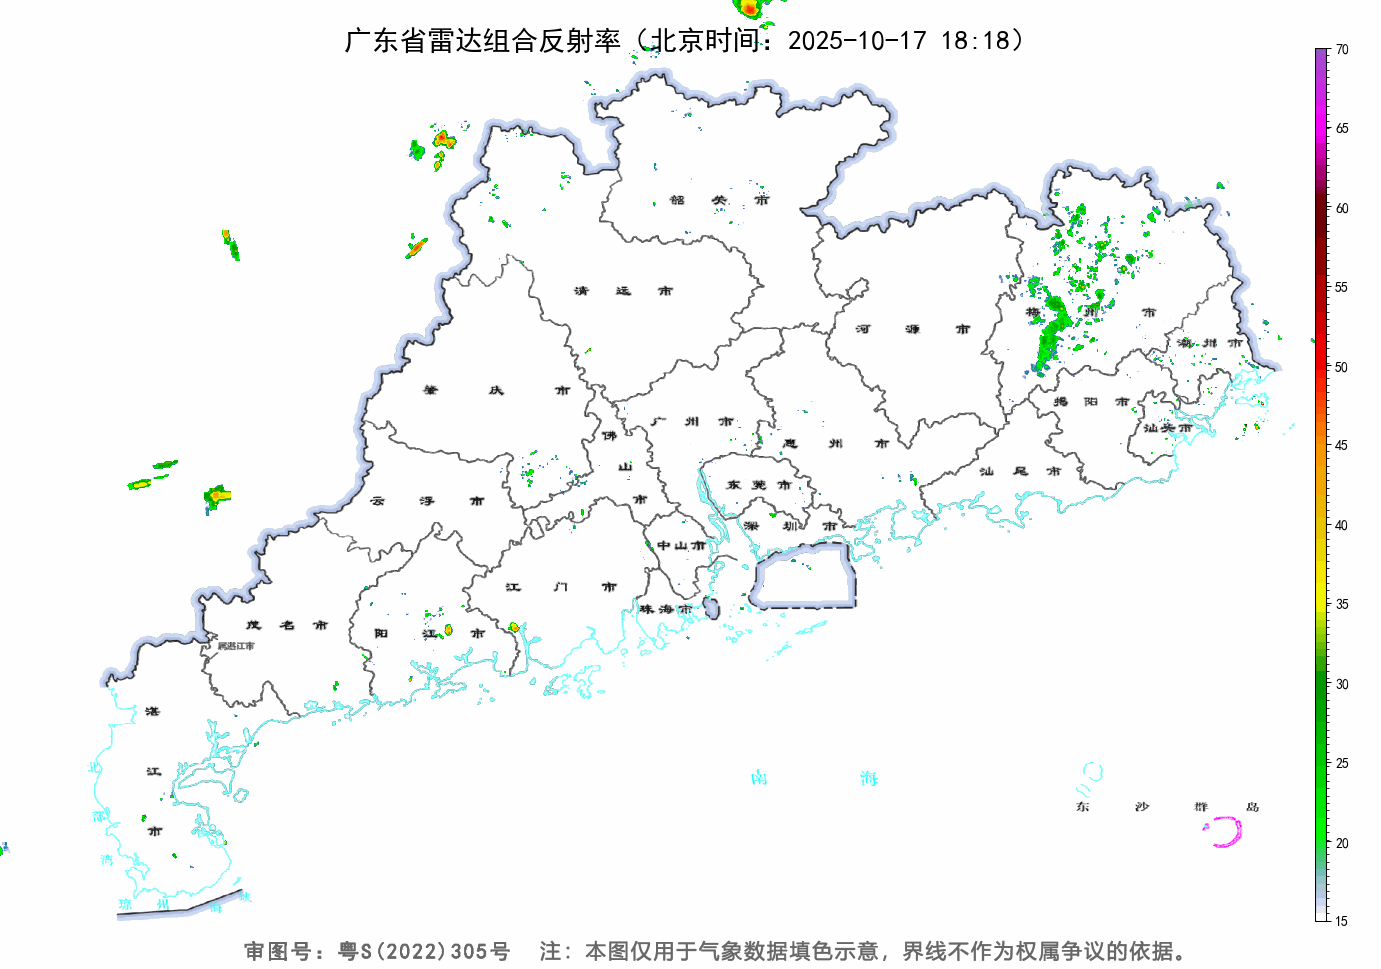 广东省雷达组合反射率（北京时间：2025-10-17 18:18）
70
65
60
55
50
45
40
35
30
25
20
15
韶关市
清远市
河源市
梅州市
潮州市
肇庆市
揭阳市
广州市
汕头市
佛山市
惠州市
汕尾市
云浮市
东莞市
深圳市
中山市
江门市
珠海市
茂名市
阳江市
属湛江市
湛江市
北部湾
南海
东沙群岛
琼州海峡
审图号：粤S(2022)305号 注：本图仅用于气象数据填色示意，界线不作为权属争议的依据。